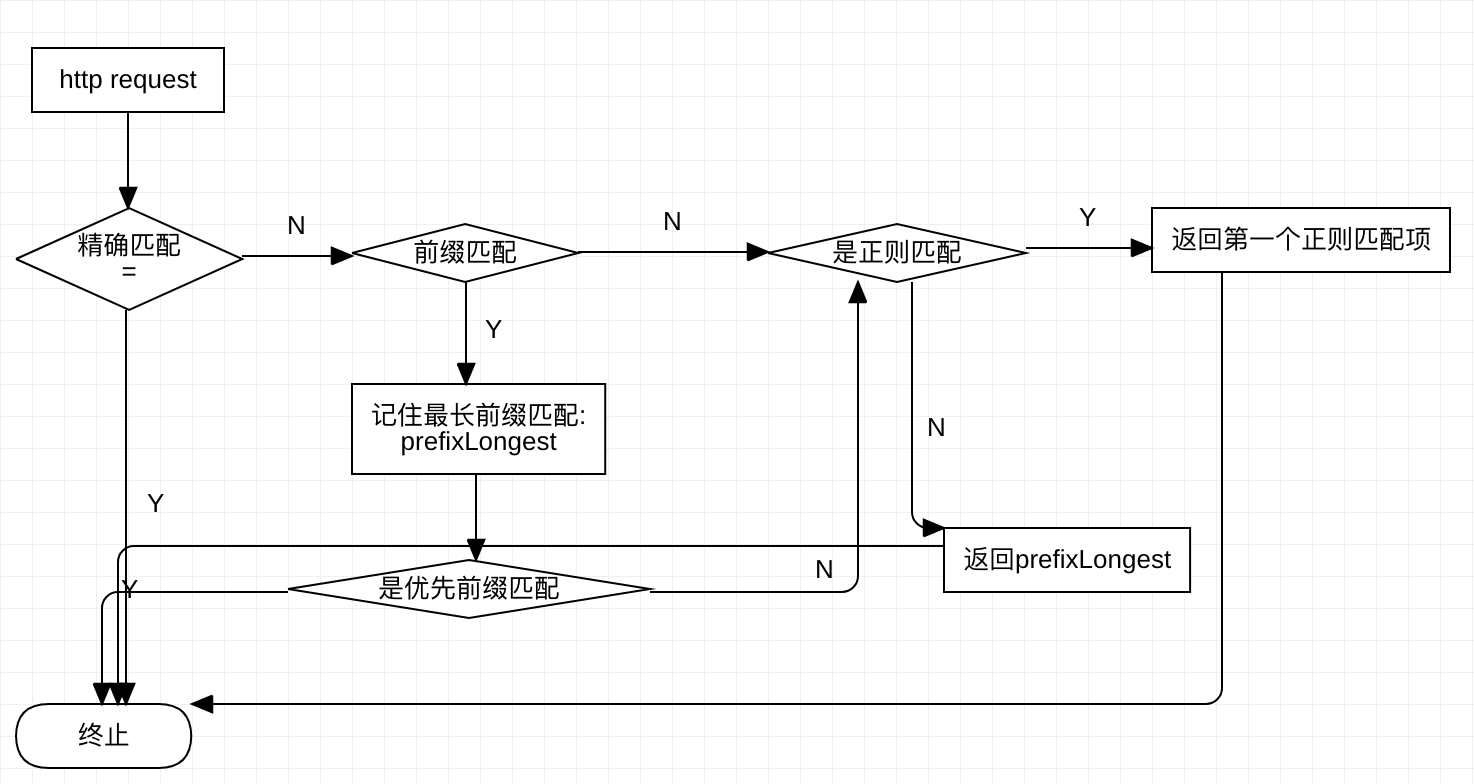 http request
精确匹配
=
N
前缀匹配
N
是正则匹配
Y
返回第一个正则匹配项
Y
记住最长前缀匹配:
prefixLongest
N
Y
返回prefixLongest
N
Y
是优先前缀匹配
终止